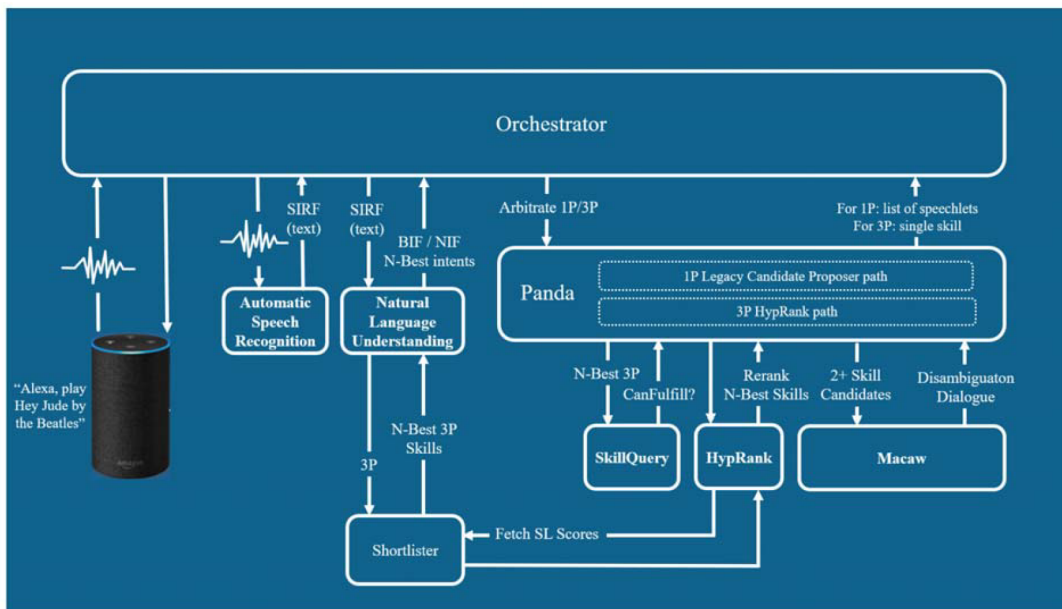 Orchestrator
SIRF
(text)
SIRF
(text)
BIF / NIF
N-Best intents
Arbitrate 1P/3P
For 1P: list of speechlets
For 3P: single skill
Automatic
Speech
Recognition
Natural
Language
Understanding
Panda
1P Legacy Candidate Proposer path
3P HypRank path
“Alexa, play
Hey Jude by
the Beatles”
amazon
3P
N-Best 3P
Skills
N-Best 3P
CanFulfill?
Rerank
N-Best Skills
2+ Skill
Candidates
Disambiguaton
Dialogue
SkillQuery
HypRank
Macaw
Fetch SL Scores
Shortlister